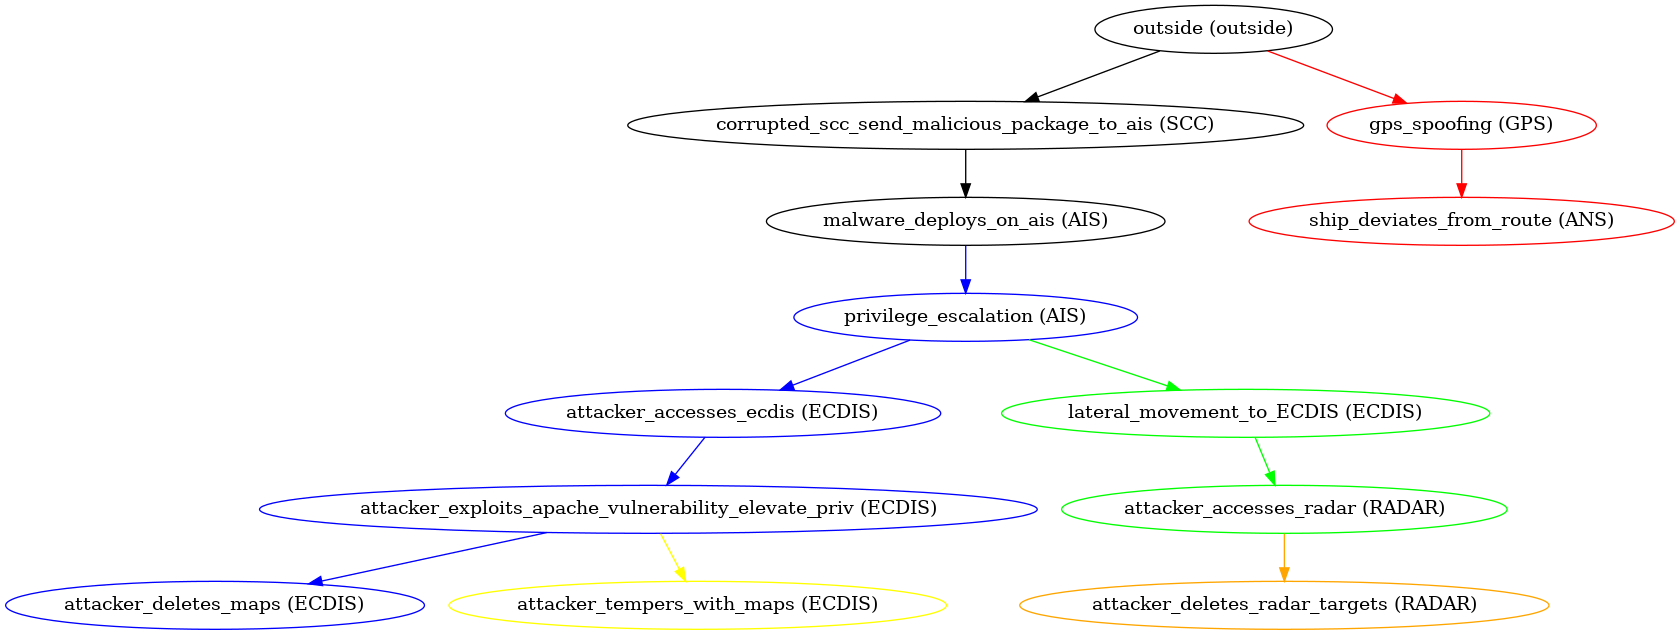 outside (outside)
corrupted_scc_send_malicious_package_to_ais (SCC)
gps_spoofing (GPS)
malware_deploys_on_ais (AIS)
ship_deviates_from_route (ANS)
privilege_escalation (AIS)
attacker_accesses_ecdis (ECDIS)
lateral_movement_to_ECDIS (ECDIS)
attacker_exploits_apache_vulnerability_elevate_priv (ECDIS)
attacker_accesses_radar (RADAR)
attacker_deletes_maps (ECDIS)
attacker_tempers_with_maps (ECDIS)
attacker_deletes_radar_targets (RADAR)